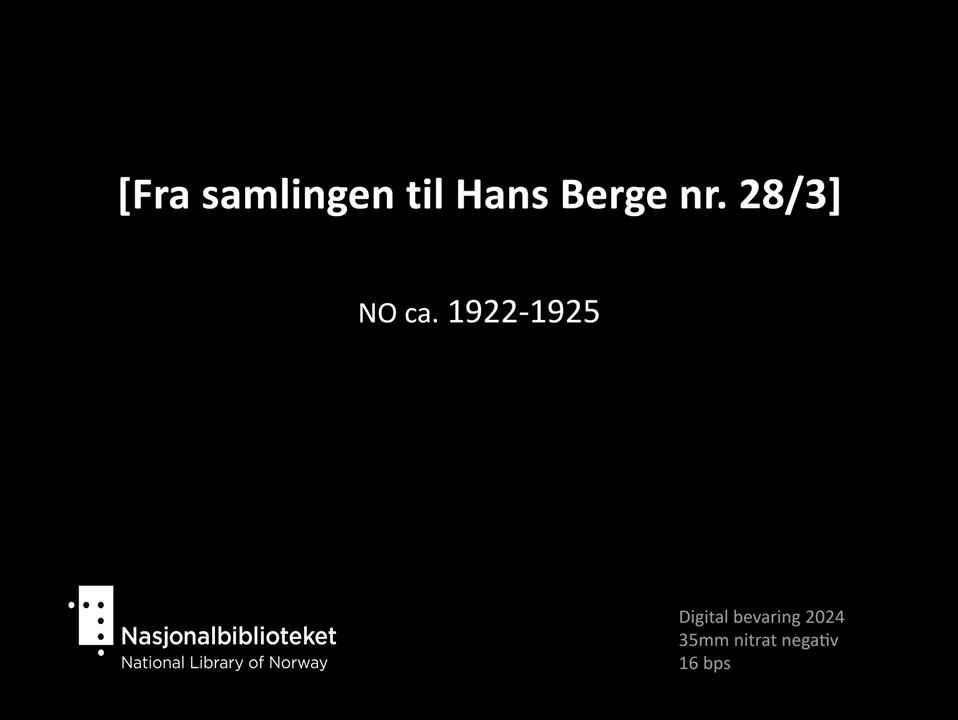 [Fra samlingen til Hans Berge nr. 28/3]
NO ca. 1922-1925
Nasjonalbiblioteket
National Library of Norway
Digital bevaring 2024
35mm nitrat negativ
16 bps